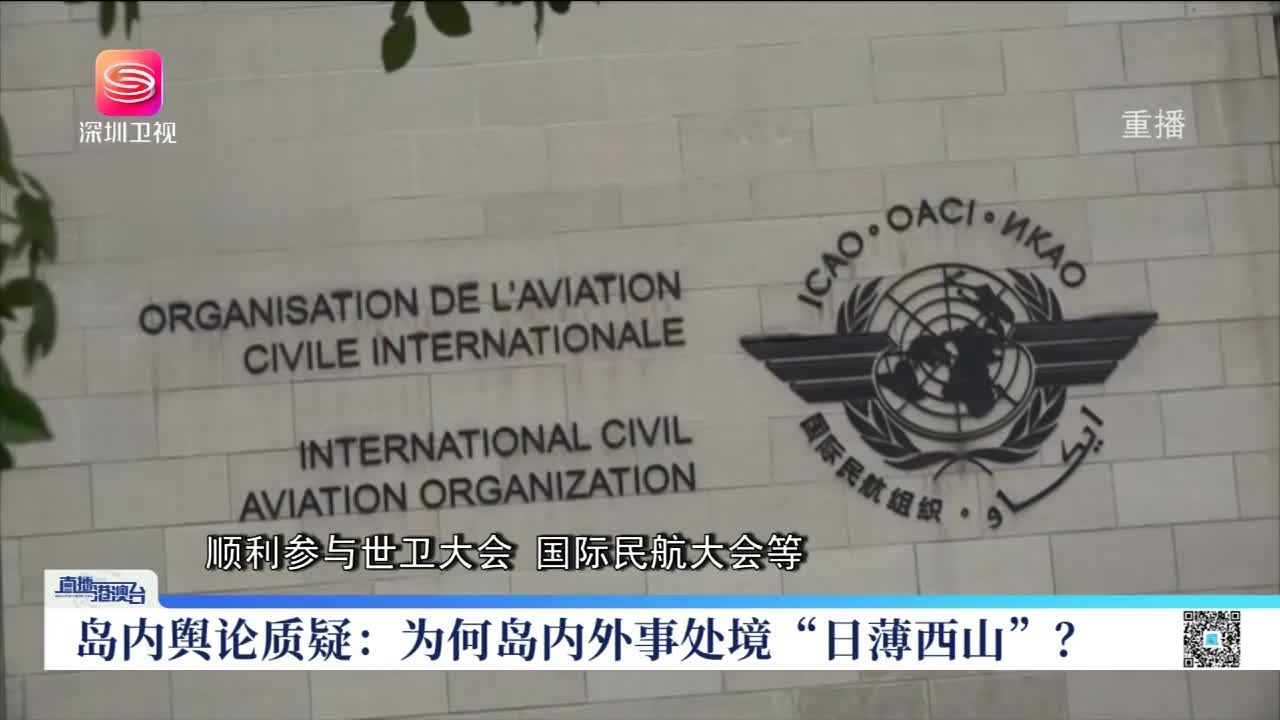 深圳卫视
重播
ICAO·OACI·ИКАО
ORGANISATION DE L'AVIATION
CIVILE INTERNATIONALE
INTERNATIONAL CIVIL
AVIATION ORGANIZATION
国际民航组织
ايكاو
顺利参与世卫大会 国际民航大会等
直播港澳台
岛内舆论质疑：为何岛内外事处境“日薄西山”？